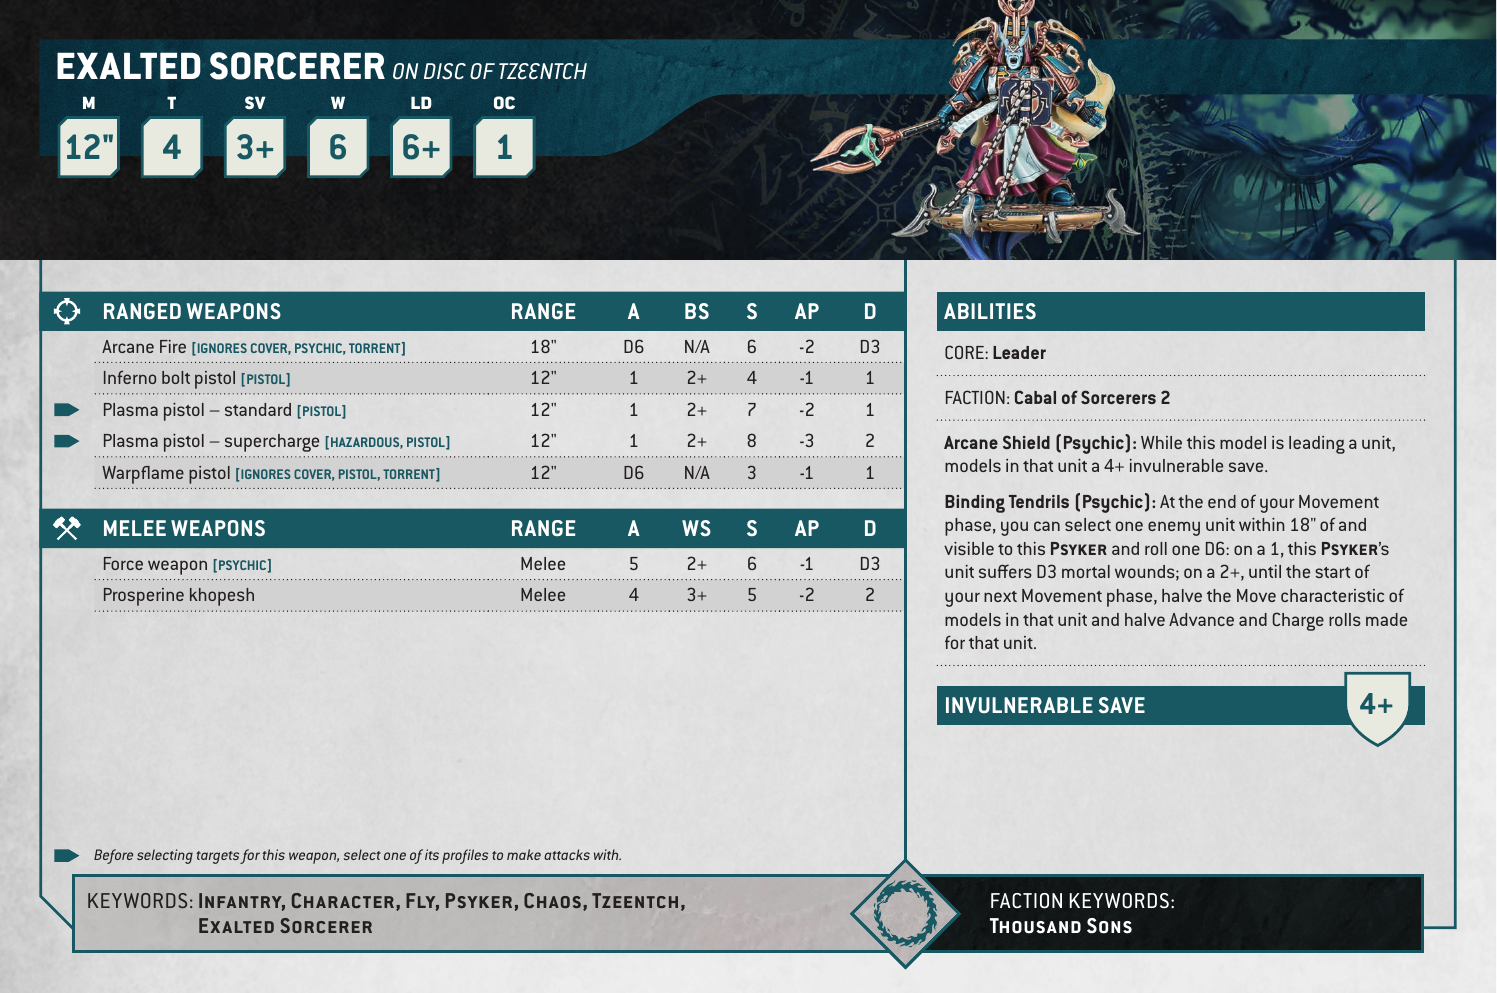 EXALTED SORCERER ON DISC OF TZEENTCH
M T SV W LD OC
12" 4 3+ 6 6+ 1
RANGED WEAPONS RANGE A BS S AP D
Arcane Fire [IGNORES COVER, PSYCHIC, TORRENT] 18" D6 N/A 6 -2 D3
Inferno bolt pistol [PISTOL] 12" 1 2+ 4 -1 1
Plasma pistol – standard [PISTOL] 12" 1 2+ 7 -2 1
Plasma pistol – supercharge [HAZARDOUS, PISTOL] 12" 1 2+ 8 -3 2
Warpflame pistol [IGNORES COVER, PISTOL, TORRENT] 12" D6 N/A 3 -1 1
MELEE WEAPONS RANGE A WS S AP D
Force weapon [PSYCHIC] Melee 5 2+ 6 -1 D3
Prosperine khopesh Melee 4 3+ 5 -2 2
Before selecting targets for this weapon, select one of its profiles to make attacks with.
ABILITIES
CORE: Leader
FACTION: Cabal of Sorcerers 2
Arcane Shield (Psychic): While this model is leading a unit,
models in that unit a 4+ invulnerable save.
Binding Tendrils (Psychic): At the end of your Movement
phase, you can select one enemy unit within 18" of and
visible to this PSYKER and roll one D6: on a 1, this PSYKER's
unit suffers D3 mortal wounds; on a 2+, until the start of
your next Movement phase, halve the Move characteristic of
models in that unit and halve Advance and Charge rolls made
for that unit.
INVULNERABLE SAVE 4+
KEYWORDS: INFANTRY, CHARACTER, FLY, PSYKER, CHAOS, TZEENTCH,
EXALTED SORCERER
FACTION KEYWORDS:
THOUSAND SONS